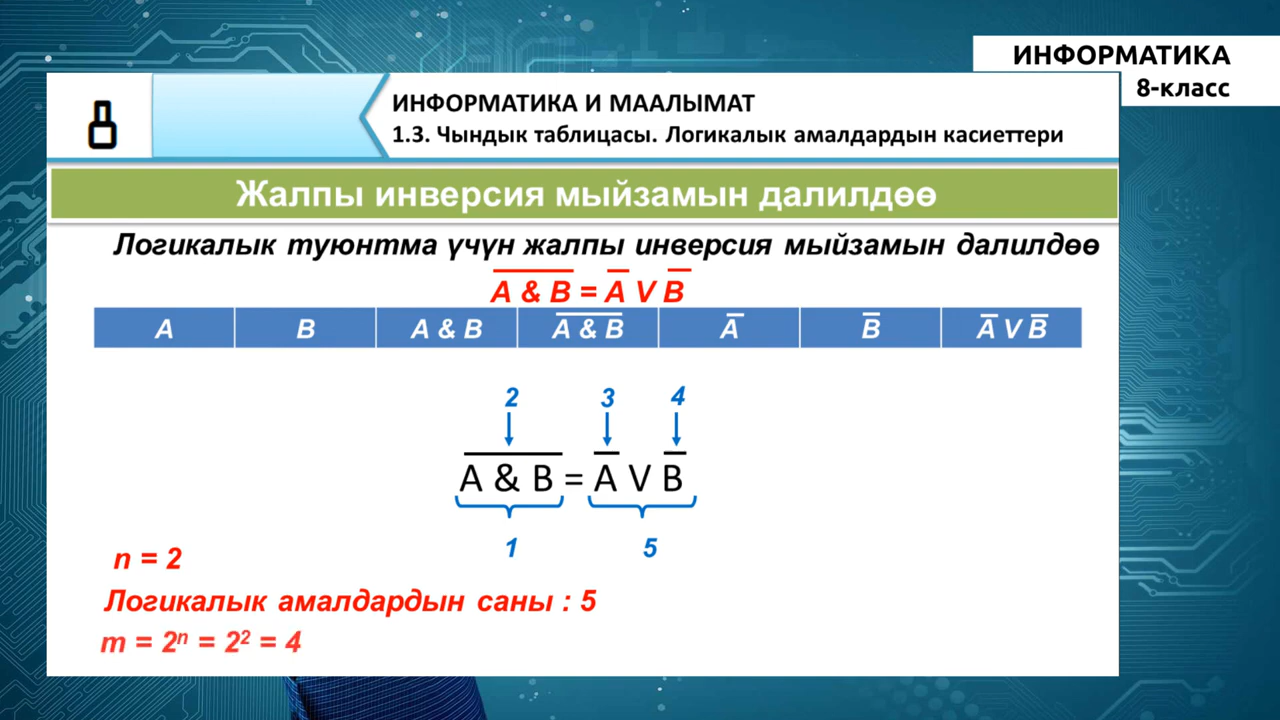 ИНФОРМАТИКА
8-класс
8
ИНФОРМАТИКА И МААЛЫМАТ
1.3. Чындык таблицасы. Логикалык амалдардын касиеттери
Жалпы инверсия мыйзамын далилдөө
Логикалык туюнтма үчүн жалпы инверсия мыйзамын далилдөө
A̅ ̅&̅ ̅B̅ = A̅ V B̅
A B A & B A̅ ̅&̅ ̅B̅ A̅ B̅ A̅ V B̅
2 3 4
A̅ ̅&̅ ̅B̅ = A̅ V B̅
1 5
n = 2
Логикалык амалдардын саны : 5
m = 2ⁿ = 2² = 4